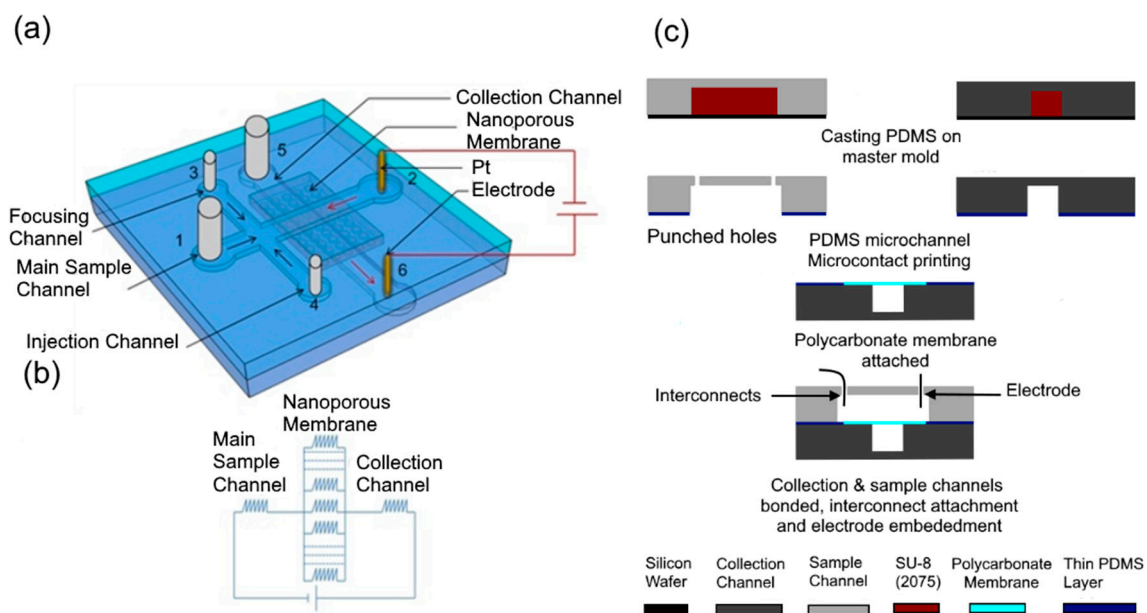 (a)
Collection Channel
Nanoporous
Membrane
Pt
Electrode
5
3
2
Focusing
Channel
1
Main Sample
Channel
6
4
Injection Channel
(b)
Nanoporous
Membrane
Main
Sample
Channel
Collection
Channel
(c)
Casting PDMS on
master mold
Punched holes
PDMS microchannel
Microcontact printing
Polycarbonate membrane
attached
Interconnects
Electrode
Collection & sample channels
bonded, interconnect attachment
and electrode embededment
Silicon
Wafer
Collection
Channel
Sample
Channel
SU-8
(2075)
Polycarbonate
Membrane
Thin PDMS
Layer